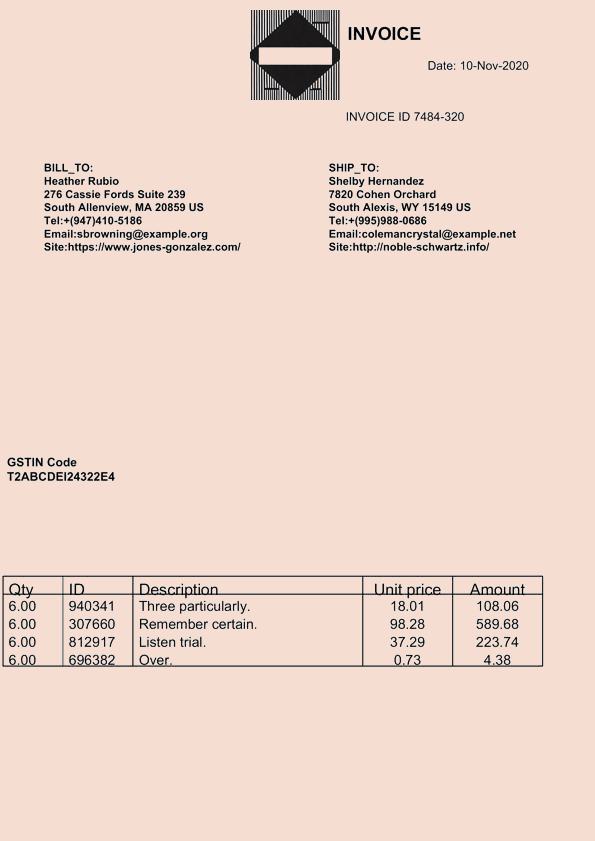 INVOICE
Date: 10-Nov-2020
INVOICE ID 7484-320
BILL_TO:
Heather Rubio
276 Cassie Fords Suite 239
South Allenview, MA 20859 US
Tel:+(947)410-5186
Email:sbrowning@example.org
Site:https://www.jones-gonzalez.com/
SHIP_TO:
Shelby Hernandez
7820 Cohen Orchard
South Alexis, WY 15149 US
Tel:+(995)988-0686
Email:colemancrystal@example.net
Site:http://noble-schwartz.info/
GSTIN Code
T2ABCDEI24322E4
Qty ID Description Unit price Amount
6.00 940341 Three particularly. 18.01 108.06
6.00 307660 Remember certain. 98.28 589.68
6.00 812917 Listen trial. 37.29 223.74
6.00 696382 Over. 0.73 4.38